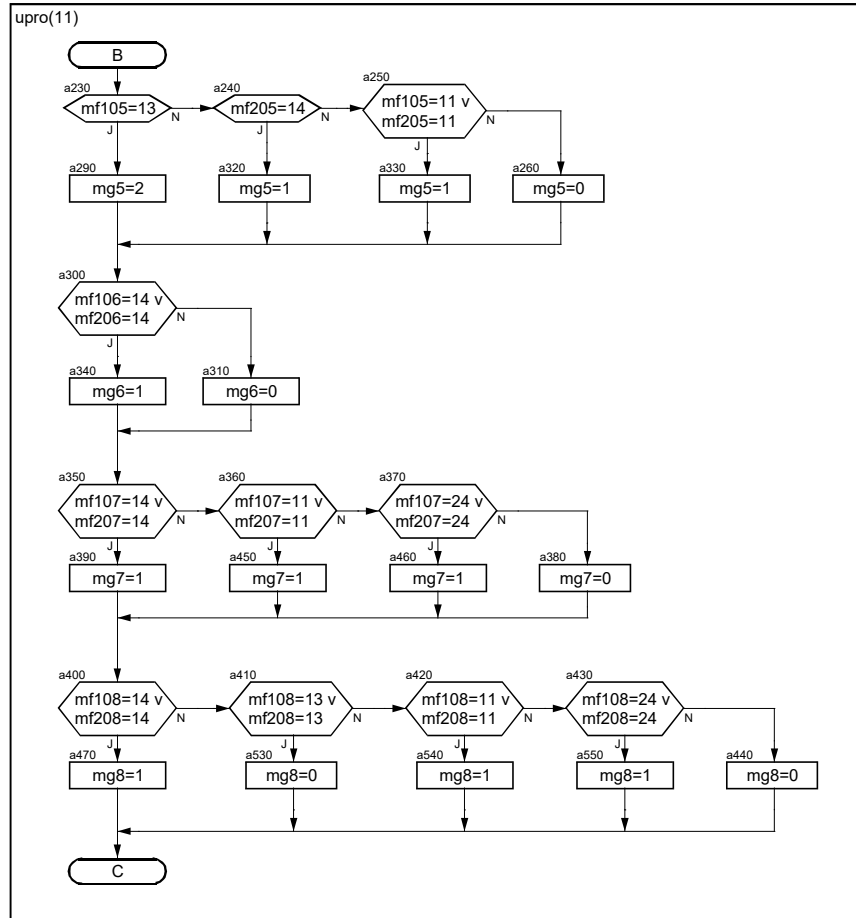 upro(11)
B
a230
mf105=13
N
J
a240
mf205=14
N
J
a250
mf105=11 v
mf205=11
N
J
a290
mg5=2
a320
mg5=1
a330
mg5=1
a260
mg5=0
a300
mf106=14 v
mf206=14
N
J
a340
mg6=1
a310
mg6=0
a350
mf107=14 v
mf207=14
N
J
a360
mf107=11 v
mf207=11
N
J
a370
mf107=24 v
mf207=24
N
J
a390
mg7=1
a450
mg7=1
a460
mg7=1
a380
mg7=0
a400
mf108=14 v
mf208=14
N
J
a410
mf108=13 v
mf208=13
N
J
a420
mf108=11 v
mf208=11
N
J
a430
mf108=24 v
mf208=24
N
J
a470
mg8=1
a530
mg8=0
a540
mg8=1
a550
mg8=1
a440
mg8=0
C